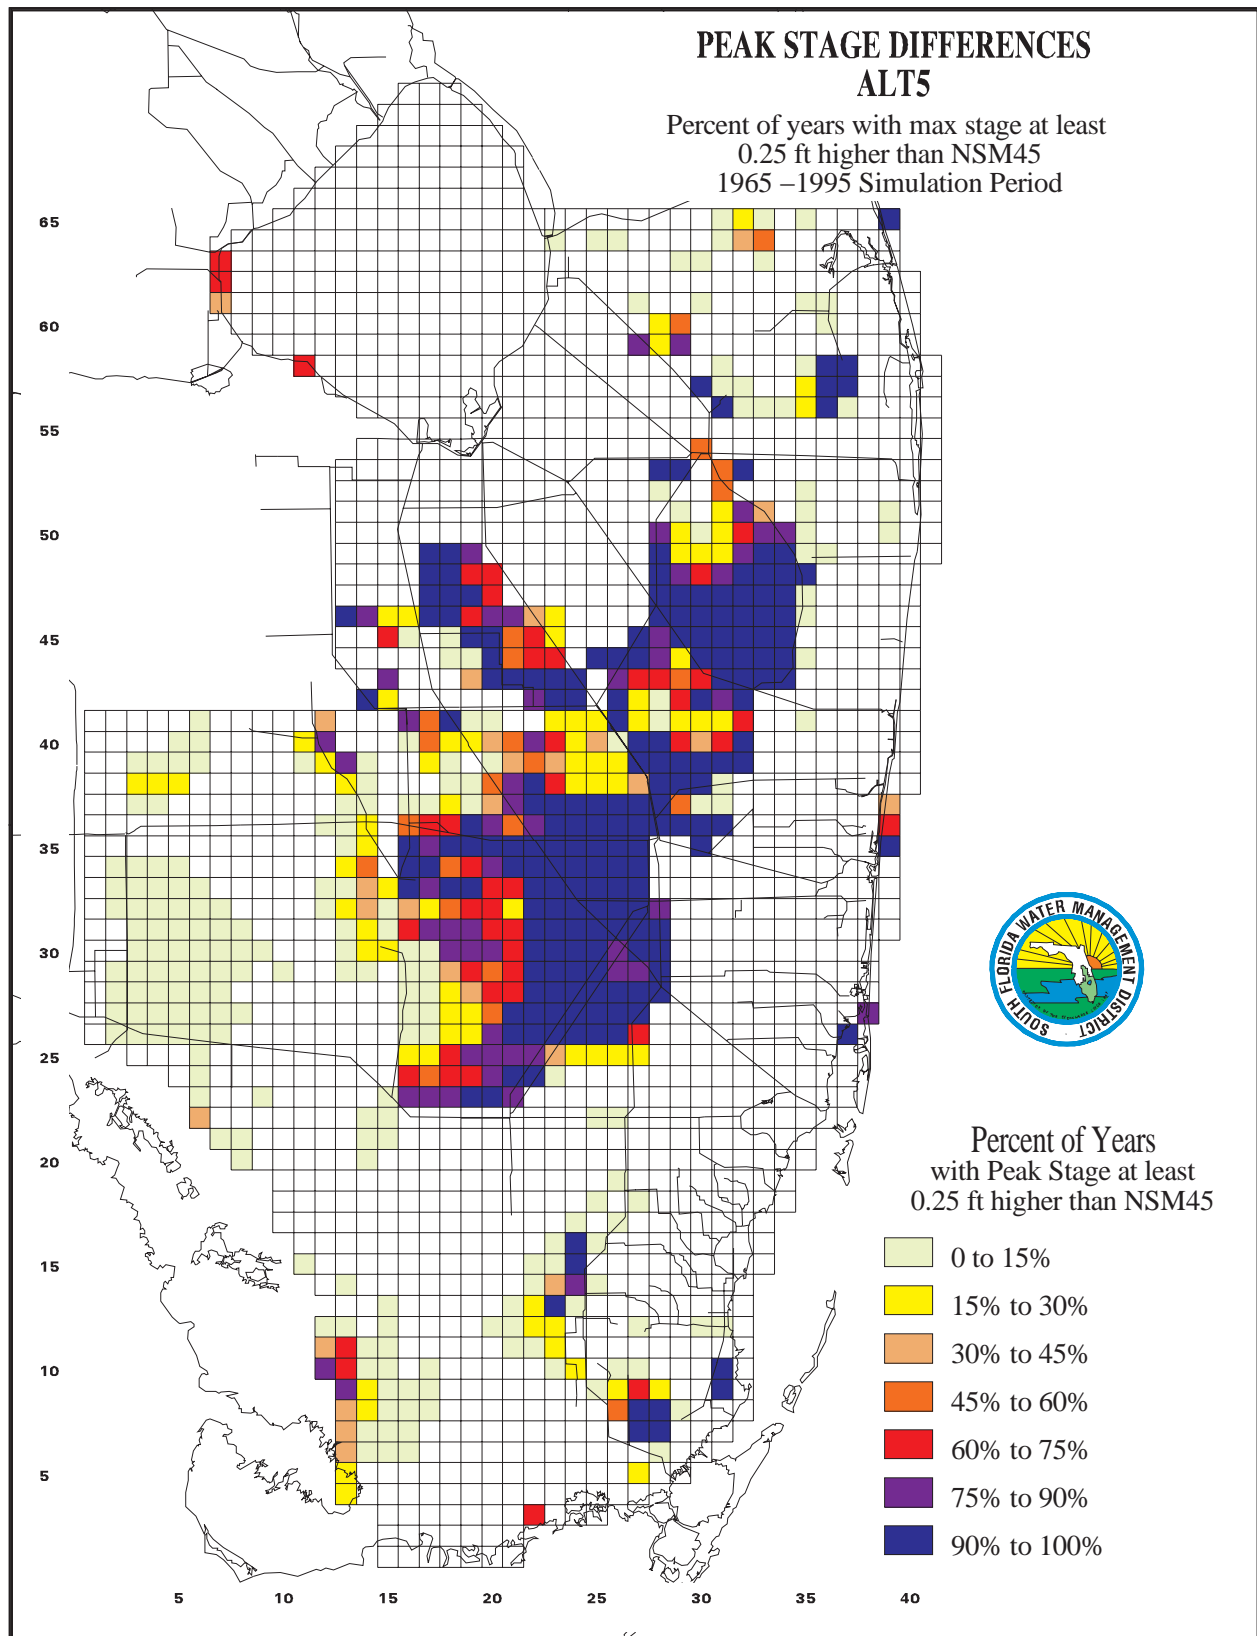 PEAK STAGE DIFFERENCES
ALT5
Percent of years with max stage at least
0.25 ft higher than NSM45
1965 –1995 Simulation Period
65
60
55
50
45
40
35
30
25
20
15
10
5
5 10 15 20 25 30 35 40
SOUTH FLORIDA WATER MANAGEMENT DISTRICT
Percent of Years
with Peak Stage at least
0.25 ft higher than NSM45
0 to 15%
15% to 30%
30% to 45%
45% to 60%
60% to 75%
75% to 90%
90% to 100%